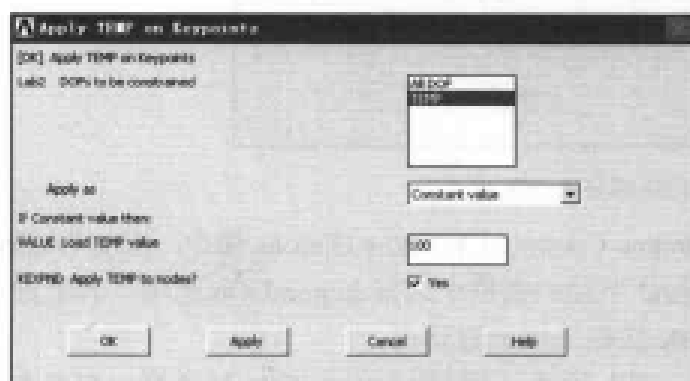 Apply TEMP on Keypoints
[DK] Apply TEMP on Keypoints
Lab2 DOFs to be constrained
All DOF
TEMP
Apply as
Constant value
If Constant value then:
VALUE Load TEMP value
100
KEXPND Apply TEMP to nodes?
Yes
OK
Apply
Cancel
Help